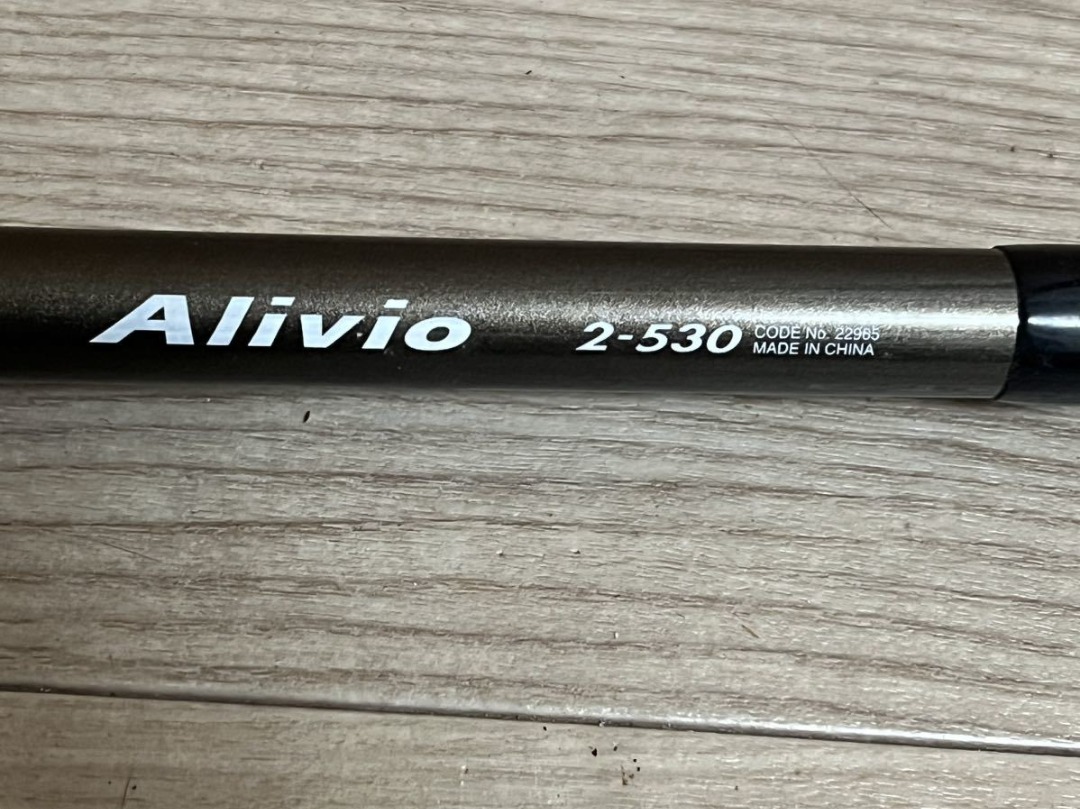 Alivio 2-530 CODE No. 22965
MADE IN CHINA